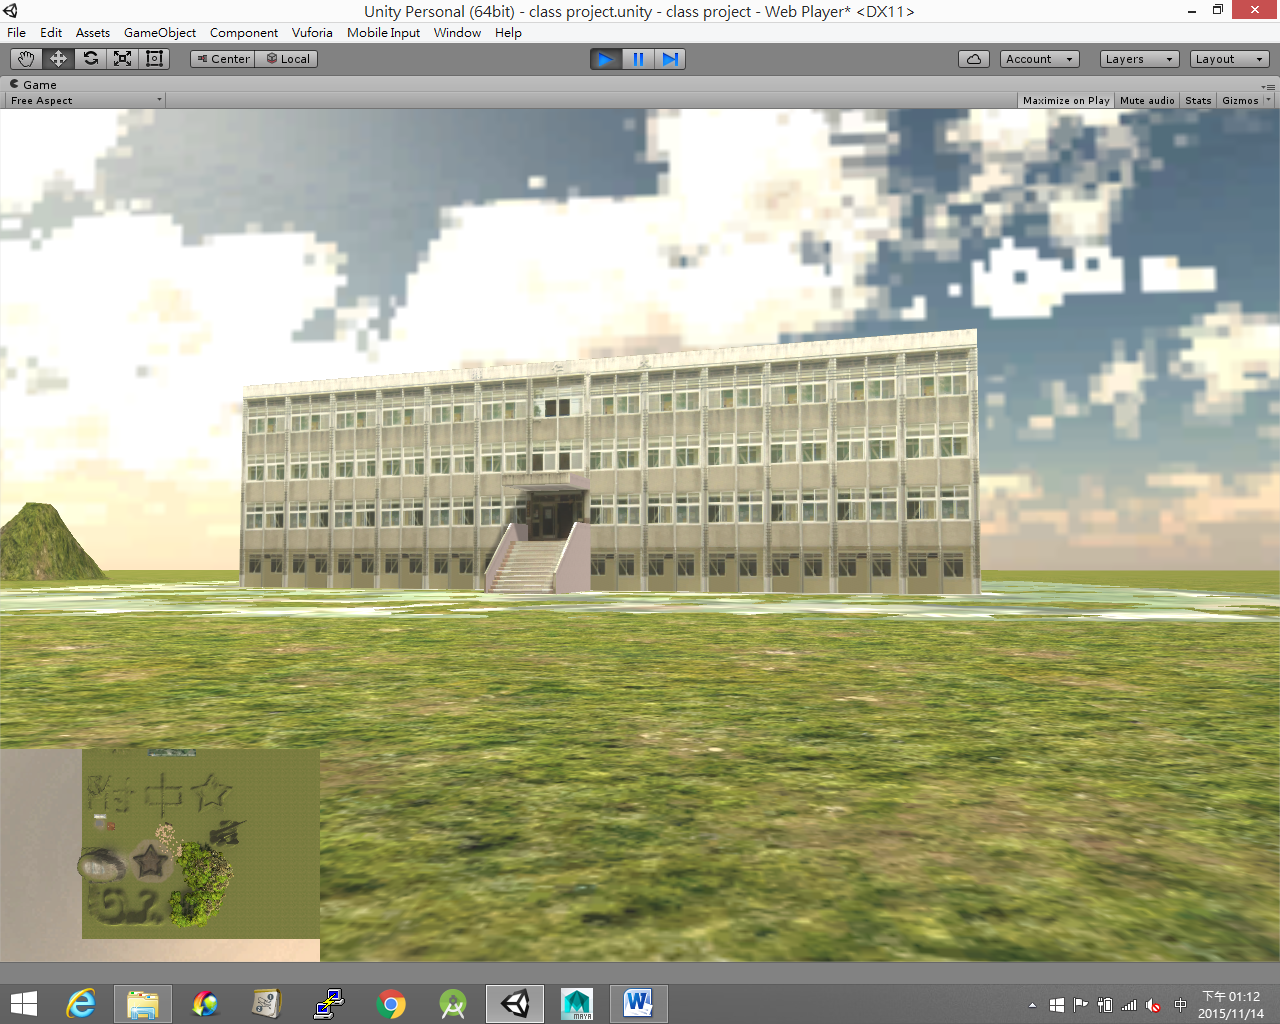 Unity Personal (64bit) - class project.unity - class project - Web Player* <DX11>
File Edit Assets GameObject Component Vuforia Mobile Input Window Help
Center Local Account Layers Layout
Game
Free Aspect Maximize on Play Mute audio Stats Gizmos
附中
MAYA
中
下午 01:12
2015/11/14